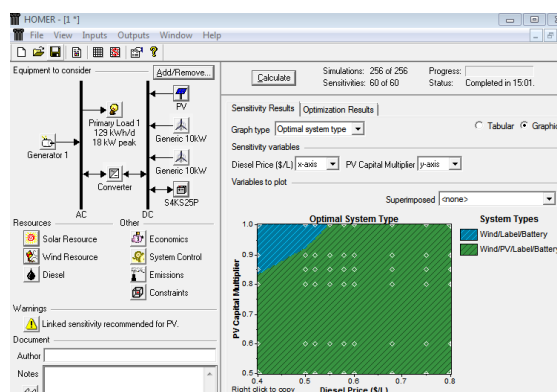 HOMER - [1 *]
File View Inputs Outputs Window Help
Equipment to consider
Add/Remove...
Calculate
Simulations: 256 of 256
Progress:
Sensitivities: 60 of 60
Status: Completed in 15:01.
PV
Primary Load 1
129 kWh/d
18 kW peak
Generic 10kW
Generator 1
Generic 10kW
Converter
S4KS25P
AC
DC
Sensitivity Results
Optimization Results
Graph type
Optimal system type
Tabular
Graphic
Sensitivity variables
Diesel Price ($/L)
x-axis
PV Capital Multiplier
y-axis
Variables to plot
Superimposed
<none>
Resources
Other
Solar Resource
Economics
Wind Resource
System Control
Diesel
Emissions
Constraints
Warnings
Linked sensitivity recommended for PV.
Document
Author
Notes
Optimal System Type
System Types
Wind/Label/Battery
Wind/PV/Label/Battery
PV Capital Multiplier
1.0
0.9
0.8
0.7
0.6
0.5
0.4
0.5
0.6
0.7
0.8
Diesel Price ($/L)
Right click to copy